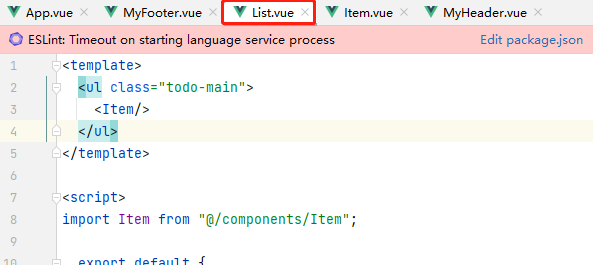 App.vue MyFooter.vue List.vue Item.vue MyHeader.vue
ESLint: Timeout on starting language service process Edit package.json
1 <template>
2 <ul class="todo-main">
3 <Item/>
4 </ul>
5 </template>
6
7 <script>
8 import Item from "@/components/Item";
9
10 export default {